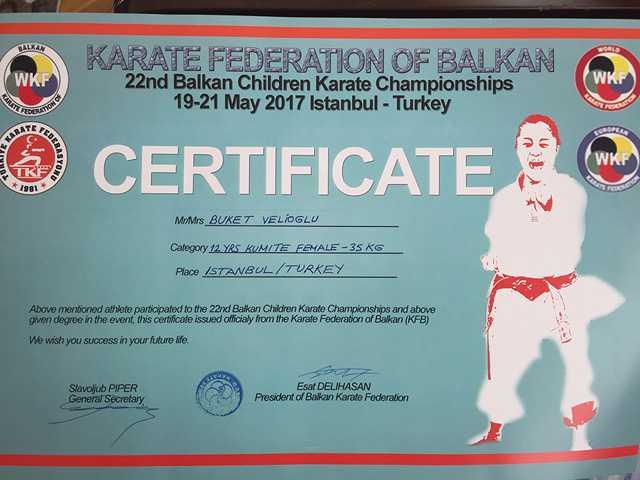 KARATE FEDERATION OF BALKAN
22nd Balkan Children Karate Championships
19-21 May 2017 Istanbul - Turkey
BALKAN
WKF
KARATE FEDERATION OF
WORLD
WKF
KARATE FEDERATION
TÜRKİYE KARATE FEDERASYONU
TKF
1981
EUROPEAN
WKF
KARATE FEDERATION
CERTIFICATE
Mr/Mrs BUKET VELİOGLU
Category 12 YRS KUMITE FEMALE -35 KG
Place ISTANBUL / TURKEY
Above mentioned athlete participated to the 22nd Balkan Children Karate Championships and above
given degree in the event, this certificate issued officialy from the Karate Federation of Balkan (KFB)
We wish you success in your future life.
Slavoljub PIPER
General Secretary
Esat DELIHASAN
President of Balkan Karate Federation